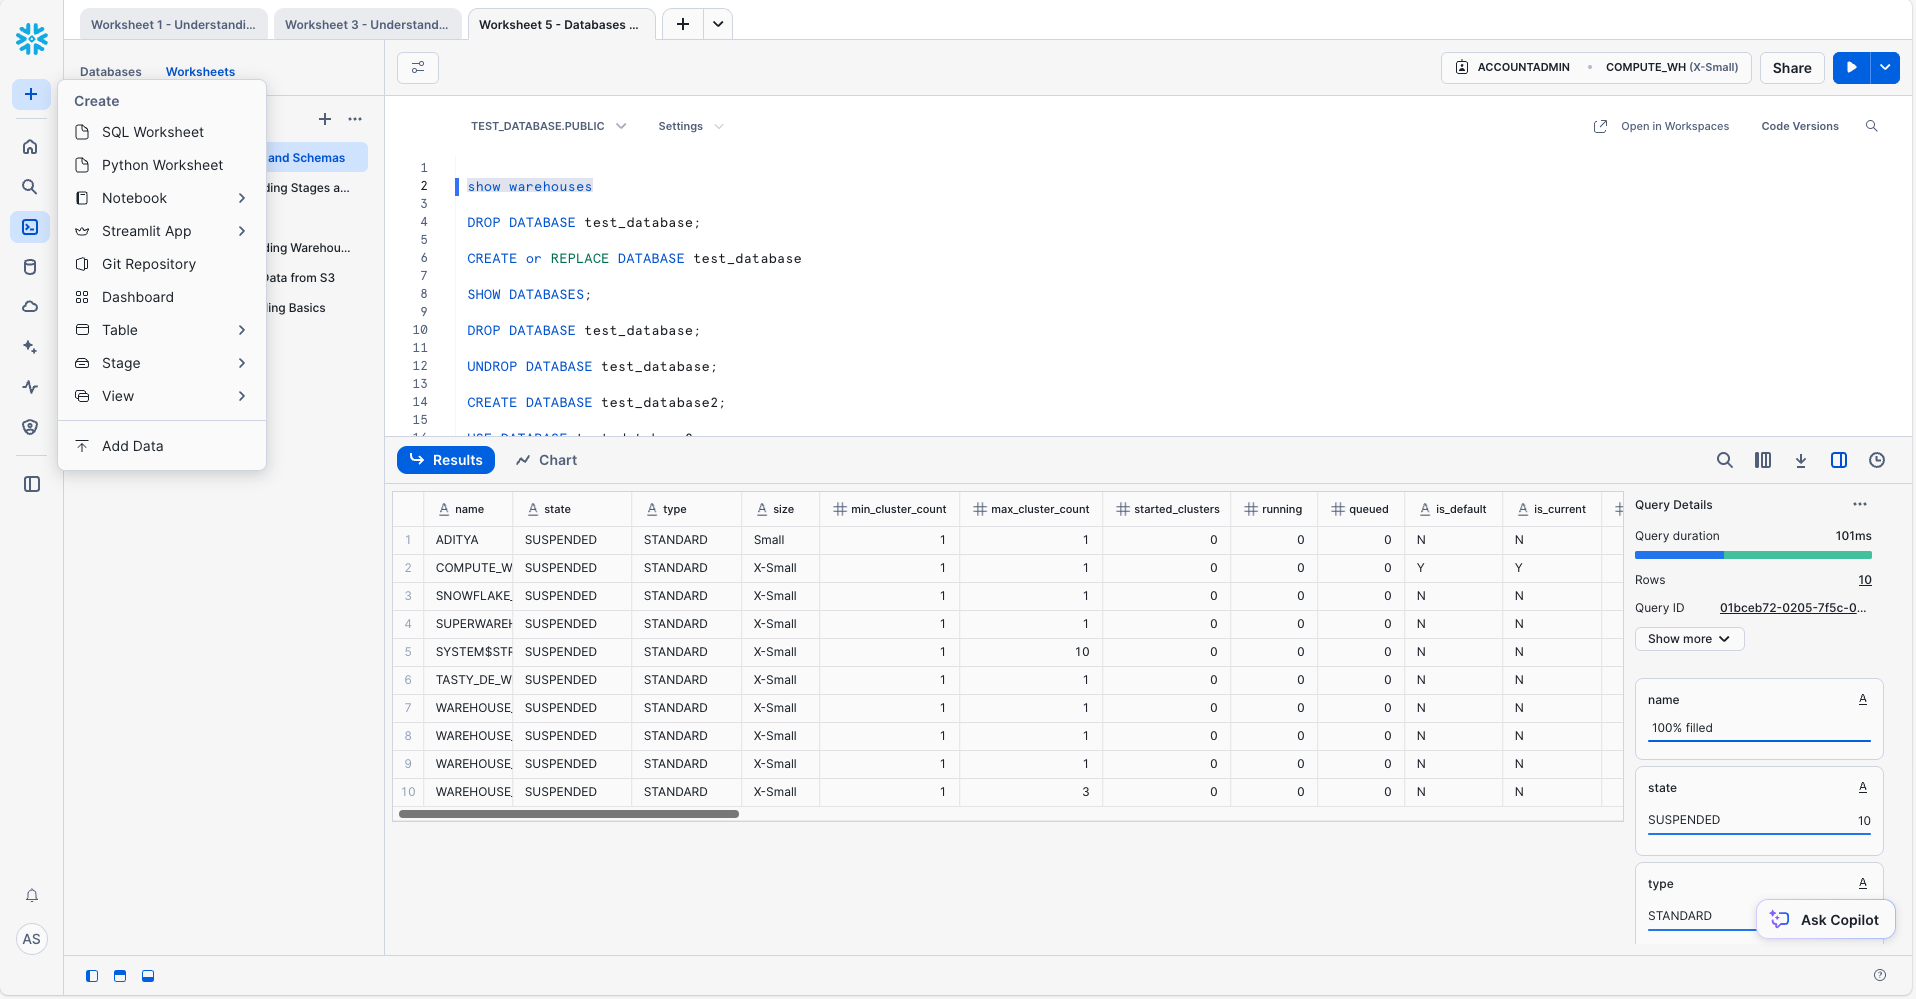 Worksheet 1 - Understandi...
Worksheet 3 - Understand...
Worksheet 5 - Databases ...
Databases
Worksheets
ACCOUNTADMIN
COMPUTE_WH (X-Small)
Share
Create
SQL Worksheet
Python Worksheet
Notebook
Streamlit App
Git Repository
Dashboard
Table
Stage
View
Add Data
and Schemas
ding Stages a...
ding Warehou...
Data from S3
ling Basics
AS
TEST_DATABASE.PUBLIC
Settings
Open in Workspaces
Code Versions
1
2 show warehouses
3
4 DROP DATABASE test_database;
5
6 CREATE or REPLACE DATABASE test_database
7
8 SHOW DATABASES;
9
10 DROP DATABASE test_database;
11
12 UNDROP DATABASE test_database;
13
14 CREATE DATABASE test_database2;
15
Results
Chart
name state type size min_cluster_count max_cluster_count started_clusters running queued is_default is_current
1 ADITYA SUSPENDED STANDARD Small 1 1 0 0 0 N N
2 COMPUTE_W SUSPENDED STANDARD X-Small 1 1 0 0 0 Y Y
3 SNOWFLAKE_ SUSPENDED STANDARD X-Small 1 1 0 0 0 N N
4 SUPERWAREH SUSPENDED STANDARD X-Small 1 1 0 0 0 N N
5 SYSTEM$STR SUSPENDED STANDARD X-Small 1 10 0 0 0 N N
6 TASTY_DE_W SUSPENDED STANDARD X-Small 1 1 0 0 0 N N
7 WAREHOUSE_ SUSPENDED STANDARD X-Small 1 1 0 0 0 N N
8 WAREHOUSE_ SUSPENDED STANDARD X-Small 1 1 0 0 0 N N
9 WAREHOUSE_ SUSPENDED STANDARD X-Small 1 1 0 0 0 N N
10 WAREHOUSE_ SUSPENDED STANDARD X-Small 1 3 0 0 0 N N
Query Details
Query duration 101ms
Rows 10
Query ID 01bceb72-0205-7f5c-0...
Show more
name
100% filled
state
SUSPENDED 10
type
STANDARD
Ask Copilot